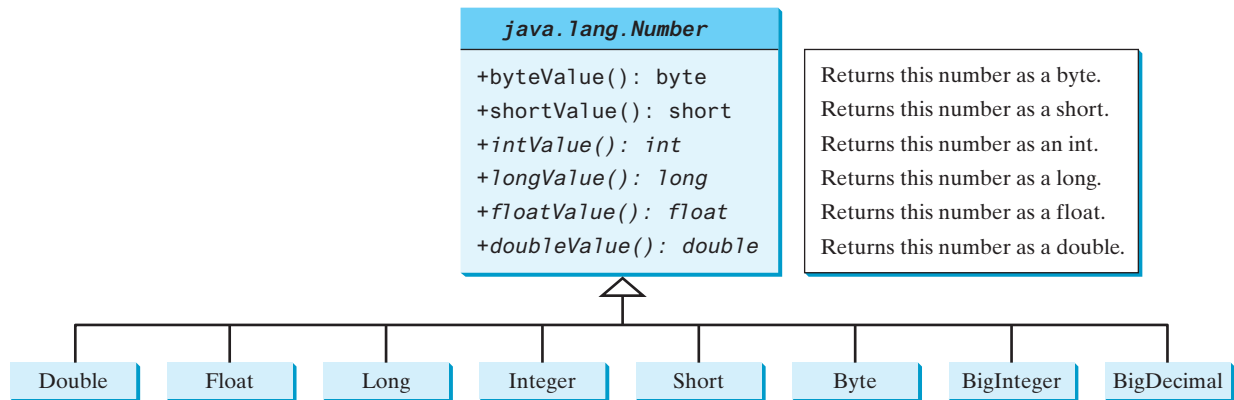 java.lang.Number
+byteValue(): byte
+shortValue(): short
+intValue(): int
+longValue(): long
+floatValue(): float
+doubleValue(): double
Returns this number as a byte.
Returns this number as a short.
Returns this number as an int.
Returns this number as a long.
Returns this number as a float.
Returns this number as a double.
Double
Float
Long
Integer
Short
Byte
BigInteger
BigDecimal